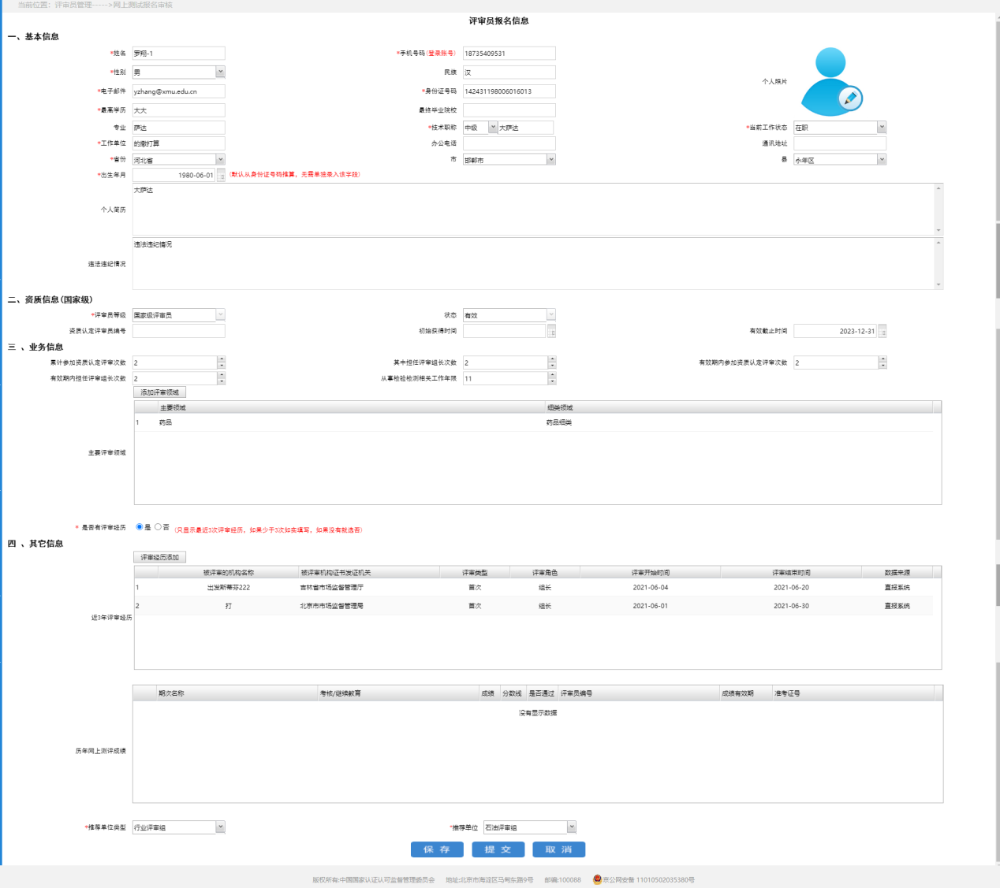 当前位置：评审员管理----->网上测试报名审核
评审员报名信息
一、基本信息
*姓名 罗翔-1 *手机号码(登录账号) 18735409531
*性别 男 民族 汉 个人照片
*电子邮件 yzhang@xmu.edu.cn *身份证号码 142431198006016013
*最高学历 大大 最终毕业院校
专业 萨达 *技术职称 中级 大萨达 *当前工作状态 在职
*工作单位 的撒打算 办公电话 通讯地址
*省份 河北省 市 邯郸市 县 永年区
*出生年月 1980-06-01 (默认从身份证号码推算，无需单独录入该字段)
个人简历 大萨达
违法违纪情况 违法违纪情况
二、资质信息(国家级)
*评审员等级 国家级评审员 状态 有效
资质认定评审员编号 初始获得时间 有效截止时间 2023-12-31
三 、业务信息
累计参加资质认定评审次数 2 其中担任评审组长次数 2 有效期内参加资质认定评审次数 2
有效期内担任评审组长次数 2 从事检验检测相关工作年限 11
添加评审领域
主要领域 细类领域
1 药品 药品细类
主要评审领域
* 是否有评审经历 是 否 (只显示最近3次评审经历，如果少于3次如实填写，如果没有就选否)
四 、其它信息
评审经历添加
被评审的机构名称 被评审机构证书发证机关 评审类型 评审角色 评审开始时间 评审结束时间 数据来源
1 出发斯蒂芬222 吉林省市场监督管理厅 首次 组长 2021-06-04 2021-06-20 直报系统
2 打 北京市市场监督管理局 首次 组长 2021-06-01 2021-06-30 直报系统
近3年评审经历
期次名称 考核/继续教育 成绩 分数线 是否通过 评审员编号 成绩有效期 准考证号
没有显示数据
历年网上测评成绩
*推荐单位类型 行业评审组 *推荐单位 石油评审组
保 存 提 交 取 消
版权所有:中国国家认证认可监督管理委员会 地址:北京市海淀区马甸东路9号 邮编:100088 京公网安备 11010502035380号